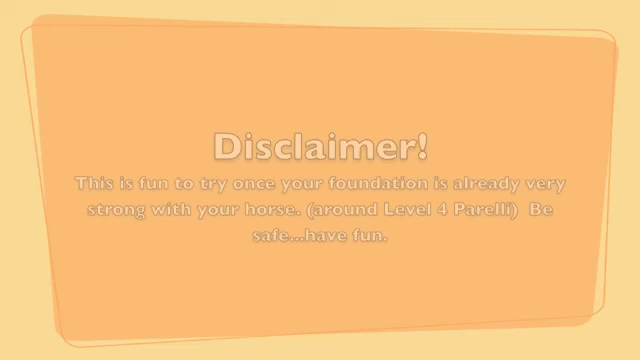 Disclaimer!
This is fun to try once your foundation is already very
strong with your horse. (around Level 4 Parelli)  Be
safe...have fun.